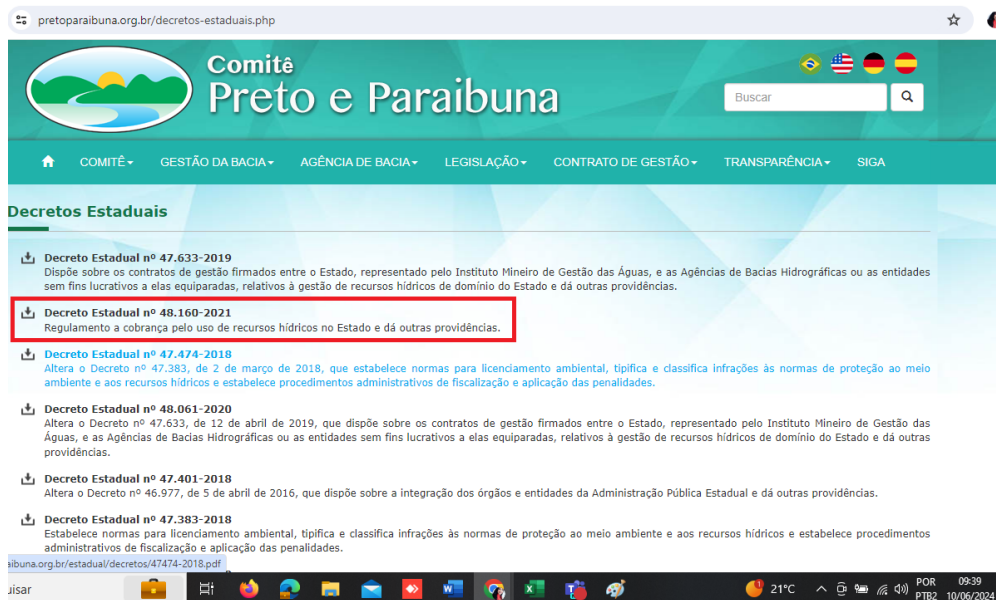 pretoparaibuna.org.br/decretos-estaduais.php
Comitê
Preto e Paraibuna
Buscar
COMITÊ
GESTÃO DA BACIA
AGÊNCIA DE BACIA
LEGISLAÇÃO
CONTRATO DE GESTÃO
TRANSPARÊNCIA
SIGA
Decretos Estaduais
Decreto Estadual nº 47.633-2019
Dispõe sobre os contratos de gestão firmados entre o Estado, representado pelo Instituto Mineiro de Gestão das Águas, e as Agências de Bacias Hidrográficas ou as entidades
sem fins lucrativos a elas equiparadas, relativos à gestão de recursos hídricos de domínio do Estado e dá outras providências.
Decreto Estadual nº 48.160-2021
Regulamento a cobrança pelo uso de recursos hídricos no Estado e dá outras providências.
Decreto Estadual nº 47.474-2018
Altera o Decreto nº 47.383, de 2 de março de 2018, que estabelece normas para licenciamento ambiental, tipifica e classifica infrações às normas de proteção ao meio
ambiente e aos recursos hídricos e estabelece procedimentos administrativos de fiscalização e aplicação das penalidades.
Decreto Estadual nº 48.061-2020
Altera o Decreto nº 47.633, de 12 de abril de 2019, que dispõe sobre os contratos de gestão firmados entre o Estado, representado pelo Instituto Mineiro de Gestão das
Águas, e as Agências de Bacias Hidrográficas ou as entidades sem fins lucrativos a elas equiparadas, relativos à gestão de recursos hídricos de domínio do Estado e dá outras
providências.
Decreto Estadual nº 47.401-2018
Altera o Decreto nº 46.977, de 5 de abril de 2016, que dispõe sobre a integração dos órgãos e entidades da Administração Pública Estadual e dá outras providências.
Decreto Estadual nº 47.383-2018
Estabelece normas para licenciamento ambiental, tipifica e classifica infrações às normas de proteção ao meio ambiente e aos recursos hídricos e estabelece procedimentos
administrativos de fiscalização e aplicação das penalidades.
aibuna.org.br/estadual/decretos/47474-2018.pdf
uisar
21°C
POR
PTB2
09:39
10/06/2024